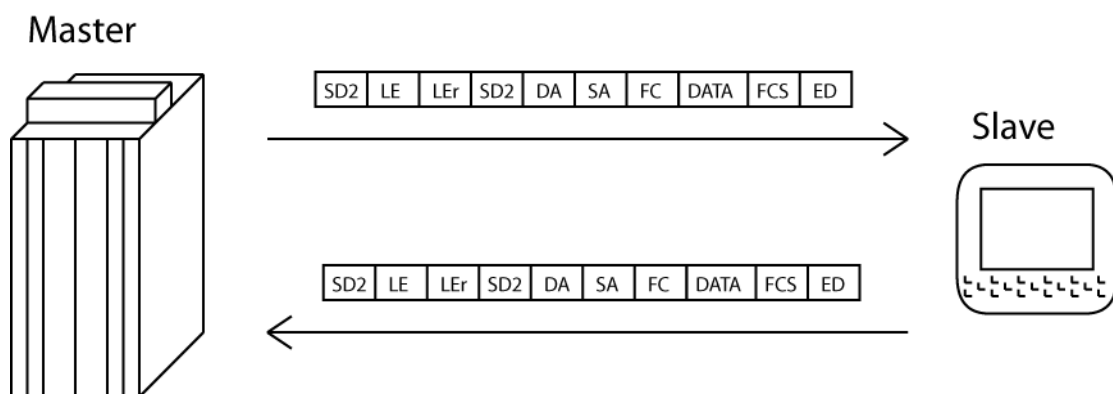 Master
SD2 LE LEr SD2 DA SA FC DATA FCS ED
Slave
SD2 LE LEr SD2 DA SA FC DATA FCS ED